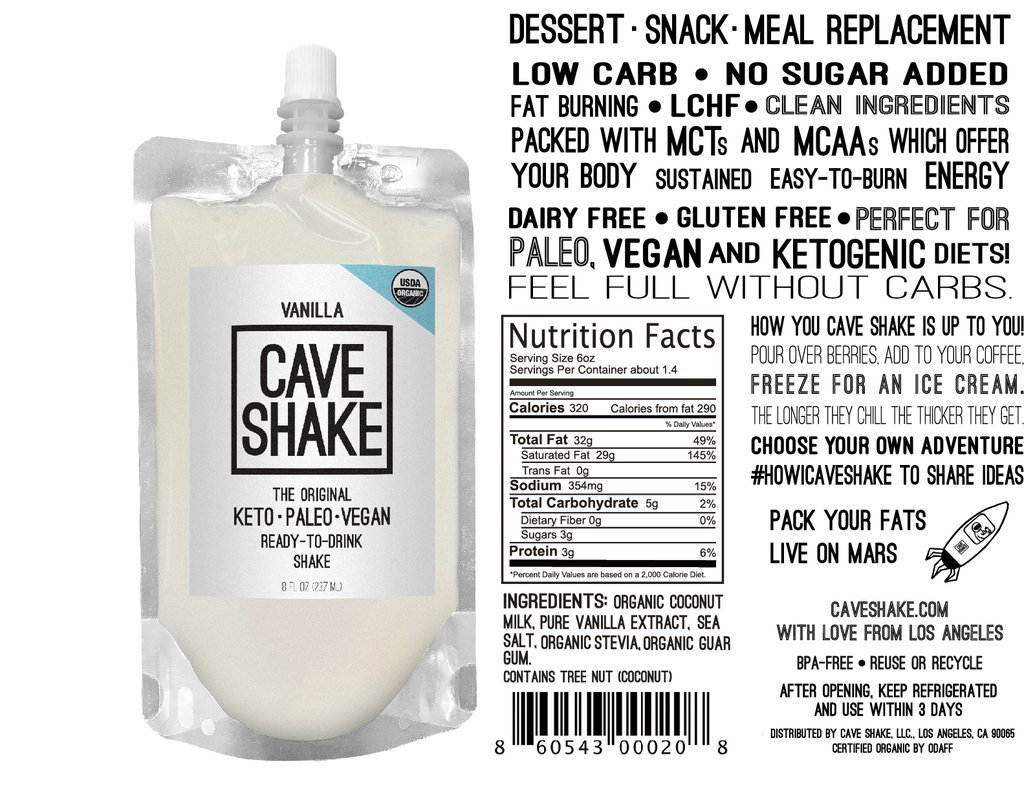 USDA
ORGANIC
VANILLA
CAVE
SHAKE
THE ORIGINAL
KETO · PALEO · VEGAN
READY-TO-DRINK
SHAKE
8 FL OZ (237 ML)
DESSERT · SNACK · MEAL REPLACEMENT
LOW CARB • NO SUGAR ADDED
FAT BURNING • LCHF • CLEAN INGREDIENTS
PACKED WITH MCTs AND MCAAs WHICH OFFER
YOUR BODY SUSTAINED EASY-TO-BURN ENERGY
DAIRY FREE • GLUTEN FREE • PERFECT FOR
PALEO, VEGAN AND KETOGENIC DIETS!
FEEL FULL WITHOUT CARBS.
Nutrition Facts
Serving Size 6oz
Servings Per Container about 1.4
Amount Per Serving
Calories 320 Calories from fat 290
% Daily Values*
Total Fat 32g 49%
Saturated Fat 29g 145%
Trans Fat 0g
Sodium 354mg 15%
Total Carbohydrate 5g 2%
Dietary Fiber 0g 0%
Sugars 3g
Protein 3g 6%
*Percent Daily Values are based on a 2,000 Calorie Diet.
INGREDIENTS: ORGANIC COCONUT
MILK, PURE VANILLA EXTRACT, SEA
SALT, ORGANIC STEVIA, ORGANIC GUAR
GUM.
CONTAINS TREE NUT (COCONUT)
8 60543 00020 8
HOW YOU CAVE SHAKE IS UP TO YOU!
POUR OVER BERRIES, ADD TO YOUR COFFEE,
FREEZE FOR AN ICE CREAM.
THE LONGER THEY CHILL THE THICKER THEY GET.
CHOOSE YOUR OWN ADVENTURE
#HOWICAVESHAKE TO SHARE IDEAS
PACK YOUR FATS
LIVE ON MARS
CAVESHAKE.COM
WITH LOVE FROM LOS ANGELES
BPA-FREE • REUSE OR RECYCLE
AFTER OPENING, KEEP REFRIGERATED
AND USE WITHIN 3 DAYS
DISTRIBUTED BY CAVE SHAKE, LLC., LOS ANGELES, CA 90065
CERTIFIED ORGANIC BY ODAFF